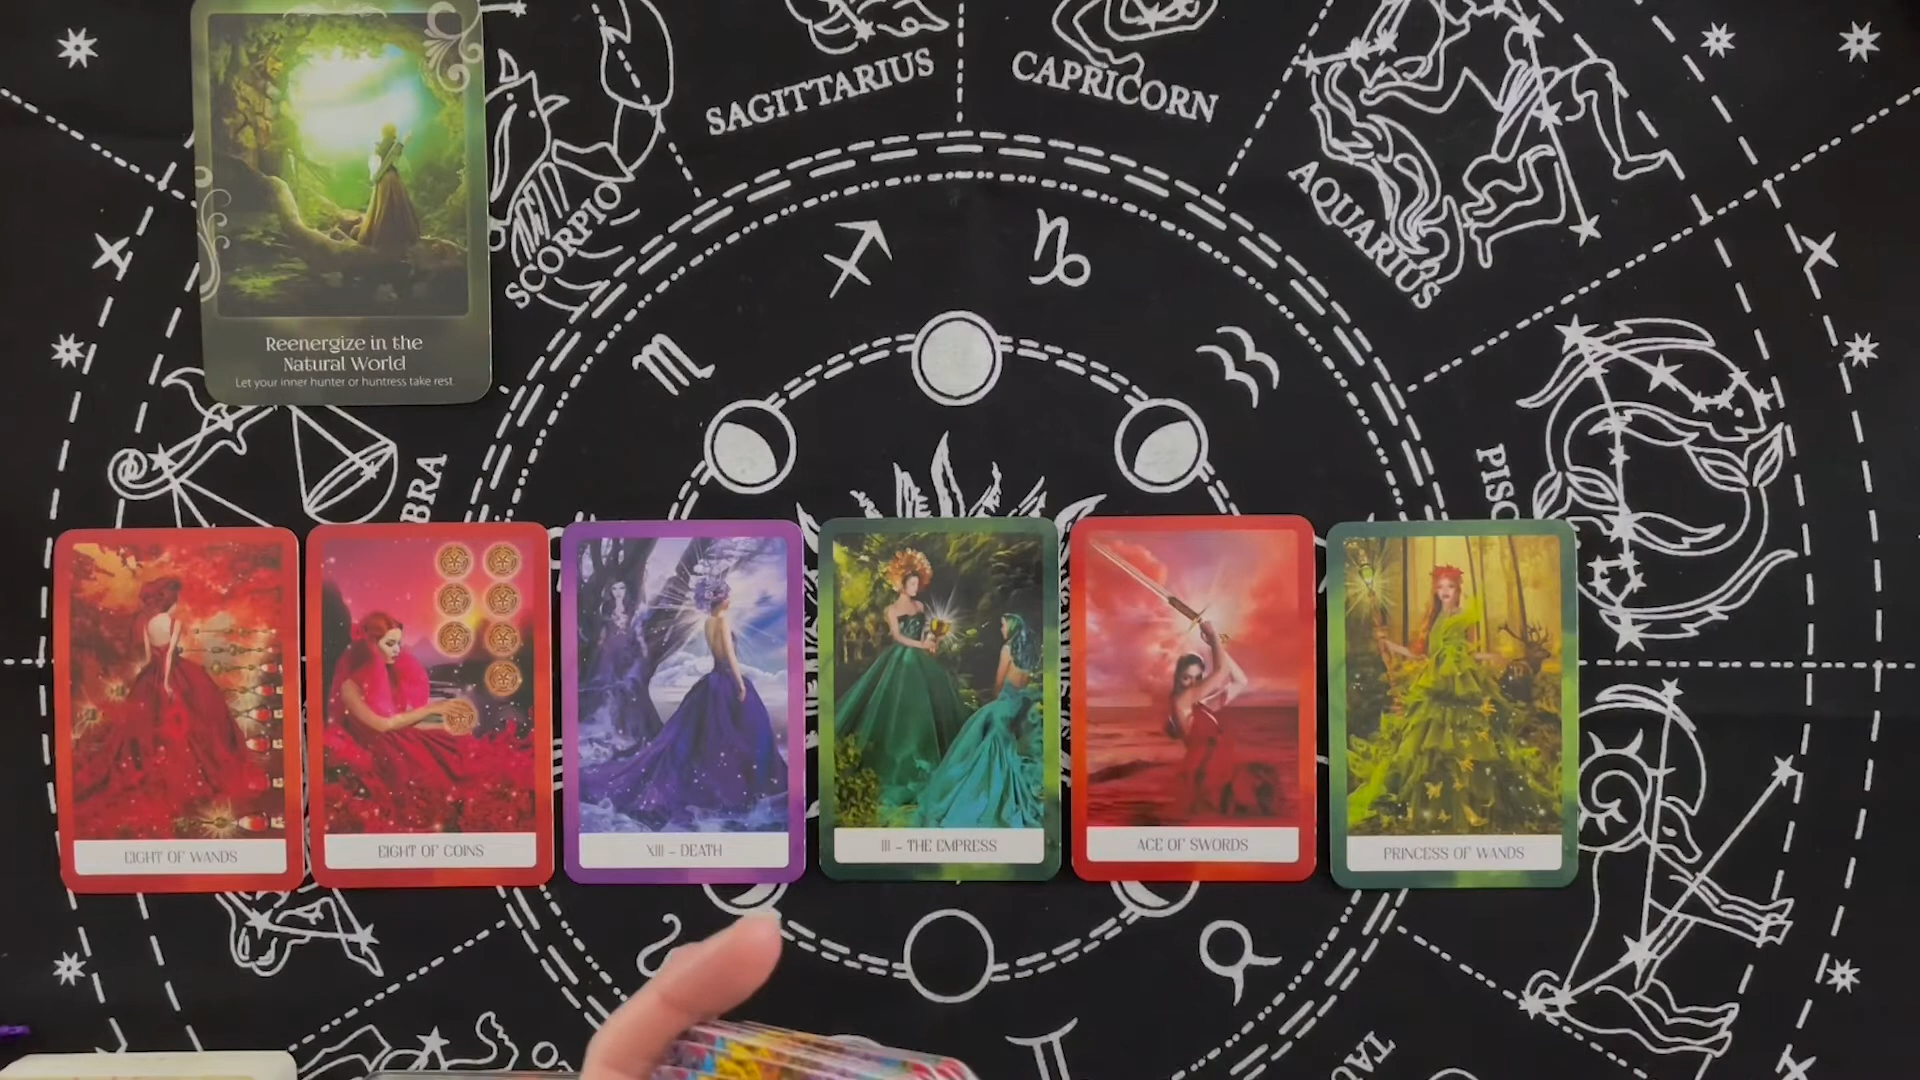 SAGITTARIUS
CAPRICORN
AQUARIUS
SCORPIO
Reenergize in the
Natural World
Let your inner hunter or huntress take rest
BRA
PISC
EIGHT OF WANDS
EIGHT OF COINS
XIII - DEATH
III - THE EMPRESS
ACE OF SWORDS
PRINCESS OF WANDS
TAU